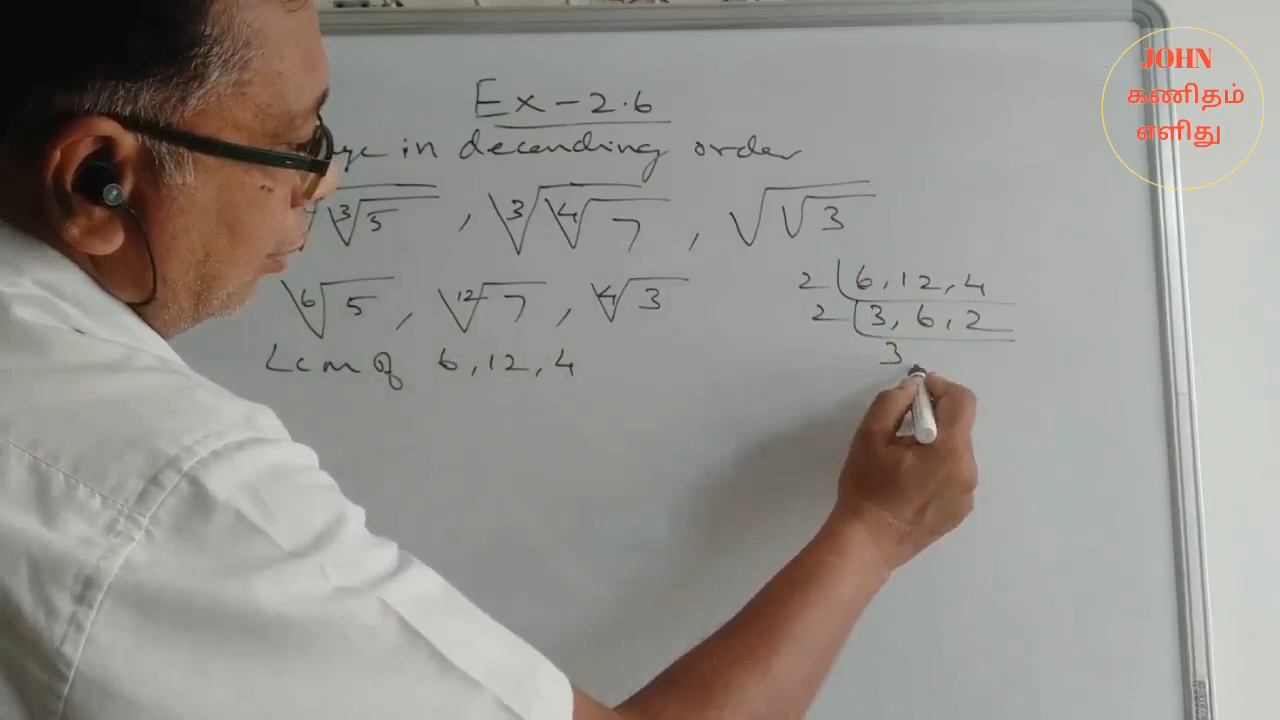 Ex-2.6
in decending order
∛5 , ∛∜7 , √√3
⁶√5 , ¹²√7 , ∜3
Lcm of 6,12,4
2 | 6,12,4
2 | 3,6,2
3
JOHN
கணிதம்
எளிது